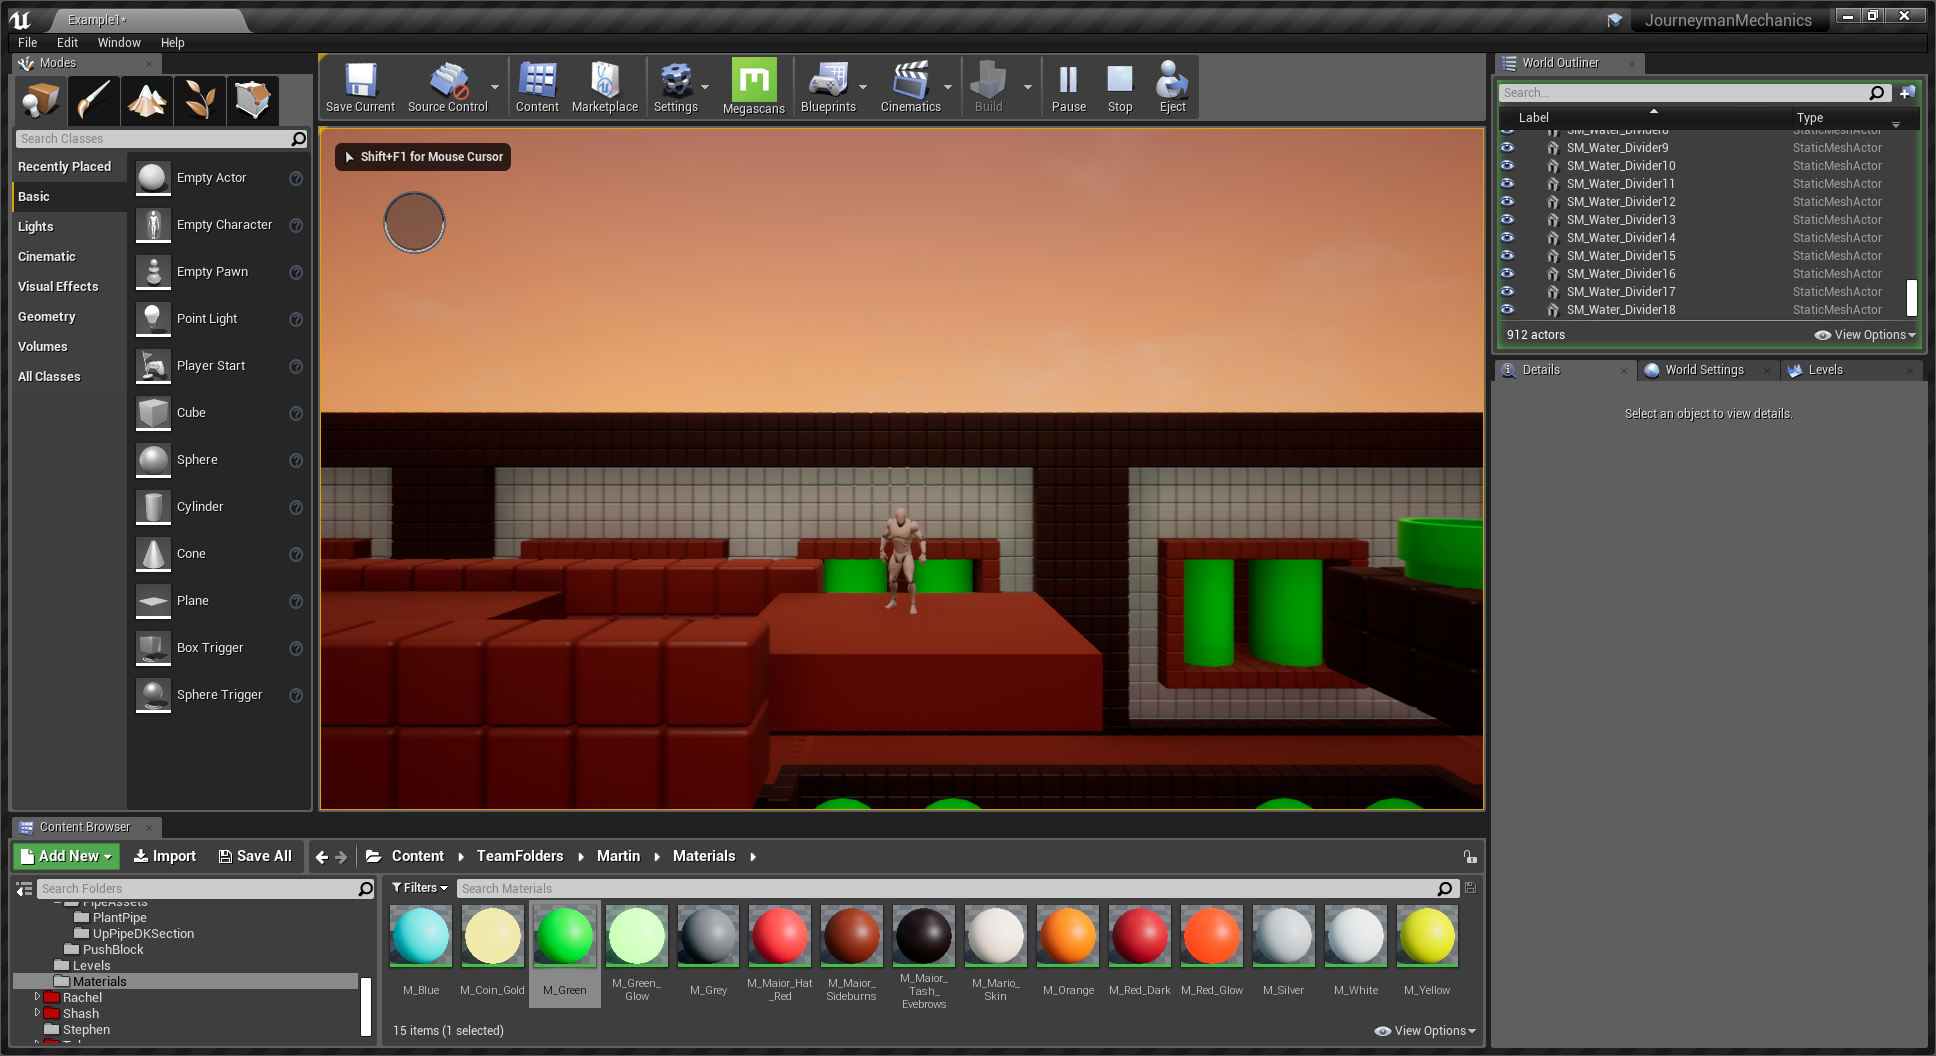 Example1*
JourneymanMechanics
File Edit Window Help
Modes
Search Classes
Recently Placed
Basic
Lights
Cinematic
Visual Effects
Geometry
Volumes
All Classes
Empty Actor
Empty Character
Empty Pawn
Point Light
Player Start
Cube
Sphere
Cylinder
Cone
Plane
Box Trigger
Sphere Trigger
Save Current
Source Control
Content
Marketplace
Settings
Megascans
Blueprints
Cinematics
Build
Pause
Stop
Eject
Shift+F1 for Mouse Cursor
World Outliner
Search...
Label Type
SM_Water_Divider8 StaticMeshActor
SM_Water_Divider9 StaticMeshActor
SM_Water_Divider10 StaticMeshActor
SM_Water_Divider11 StaticMeshActor
SM_Water_Divider12 StaticMeshActor
SM_Water_Divider13 StaticMeshActor
SM_Water_Divider14 StaticMeshActor
SM_Water_Divider15 StaticMeshActor
SM_Water_Divider16 StaticMeshActor
SM_Water_Divider17 StaticMeshActor
SM_Water_Divider18 StaticMeshActor
912 actors View Options
Details World Settings Levels
Select an object to view details.
Content Browser
Add New Import Save All Content TeamFolders Martin Materials
Search Folders
PipeAssets
PlantPipe
UpPipeDKSection
PushBlock
Levels
Materials
Rachel
Shash
Stephen
Filters Search Materials
M_Blue
M_Coin_Gold
M_Green
M_Green_
Glow
M_Grey
M_Maior_Hat
_Red
M_Maior_
Sideburns
M_Maior_
Tash_
Eyebrows
M_Mario_
Skin
M_Orange
M_Red_Dark
M_Red_Glow
M_Silver
M_White
M_Yellow
15 items (1 selected) View Options